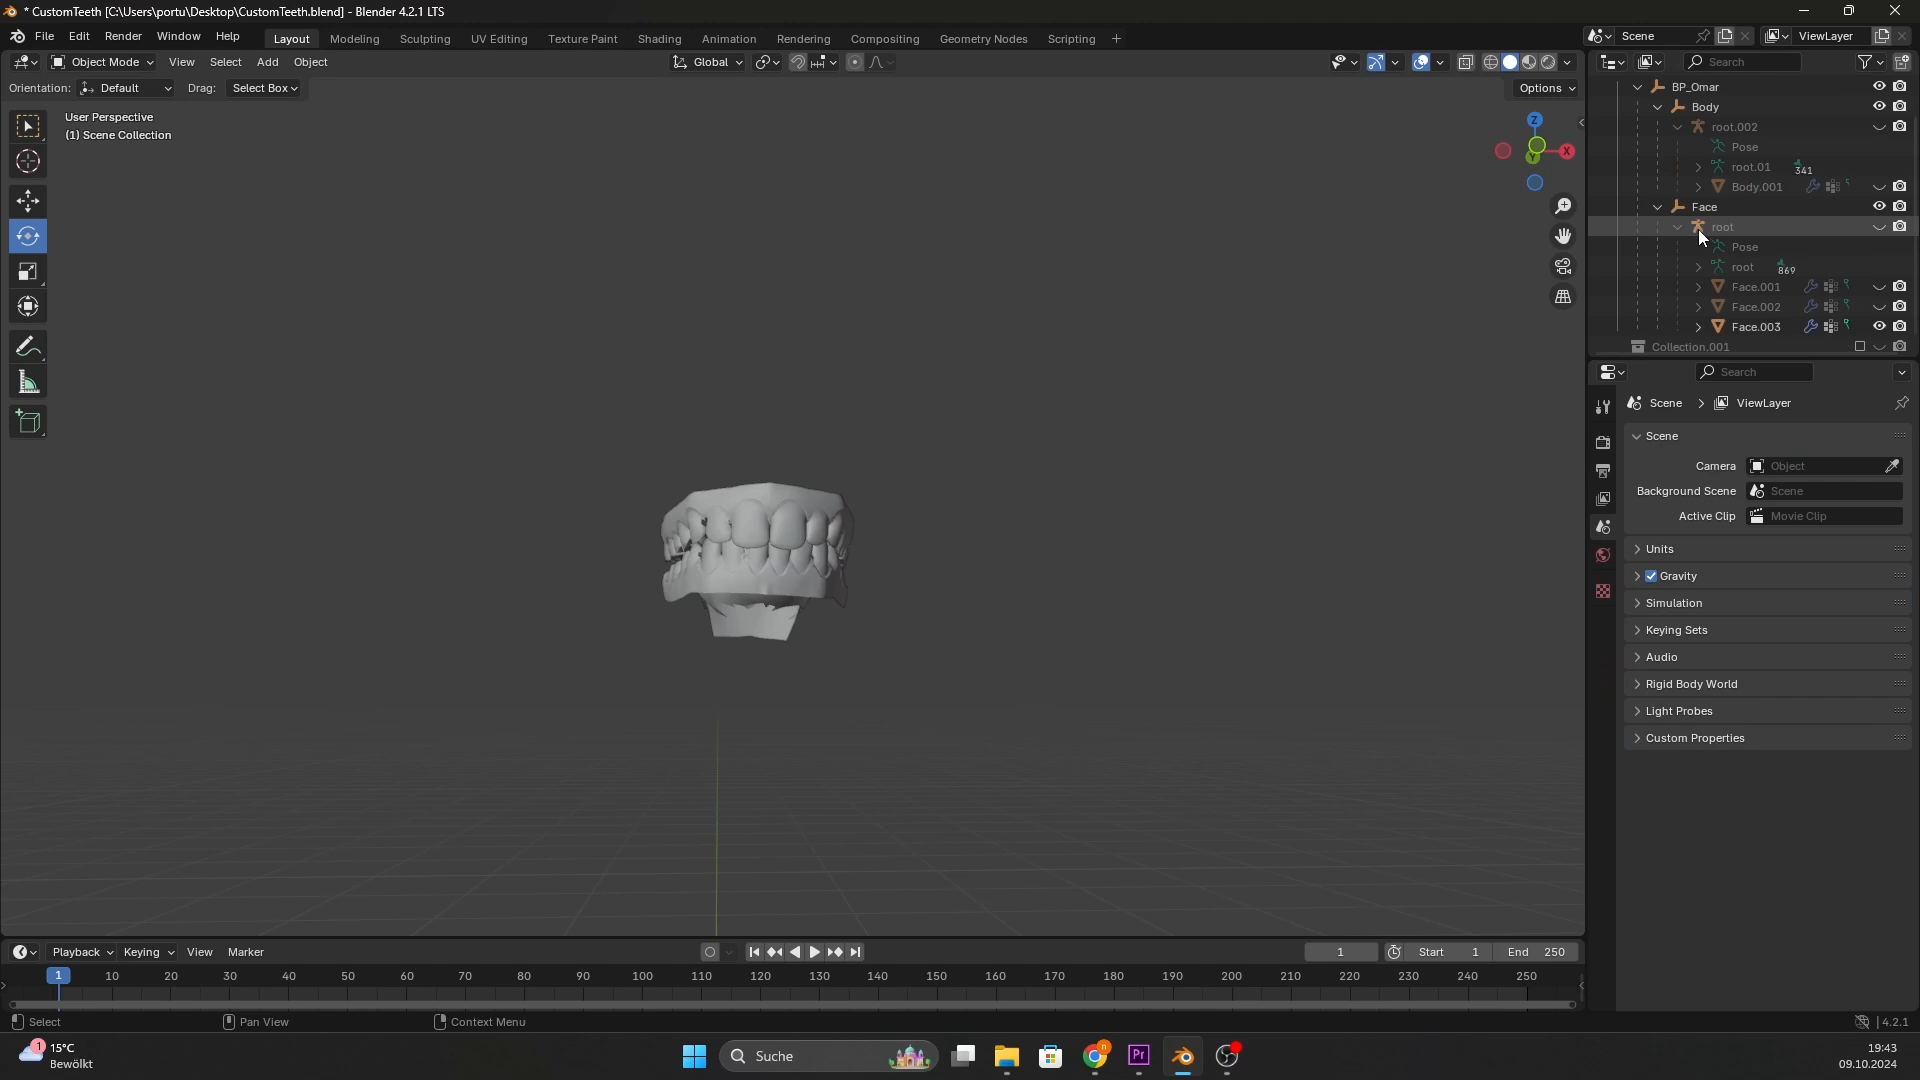 * CustomTeeth [C:\Users\portu\Desktop\CustomTeeth.blend] - Blender 4.2.1 LTS
File Edit Render Window Help Layout Modeling Sculpting UV Editing Texture Paint Shading Animation Rendering Compositing Geometry Nodes Scripting + Scene ViewLayer
Object Mode View Select Add Object Global Search
Orientation: Default Drag: Select Box Options
User Perspective
(1) Scene Collection
Z
X
Y
BP_Omar
Body
root.002
Pose
root.01 341
Body.001
Face
root
Pose
root 869
Face.001
Face.002
Face.003
Collection.001
Search
Scene > ViewLayer
Scene
Camera Object
Background Scene Scene
Active Clip Movie Clip
Units
Gravity
Simulation
Keying Sets
Audio
Rigid Body World
Light Probes
Custom Properties
Playback Keying View Marker 1 Start 1 End 250
1 10 20 30 40 50 60 70 80 90 100 110 120 130 140 150 160 170 180 190 200 210 220 230 240 250
Select Pan View Context Menu 4.2.1
1 15°C
Bewölkt
Suche
n
Pr
19:43
09.10.2024